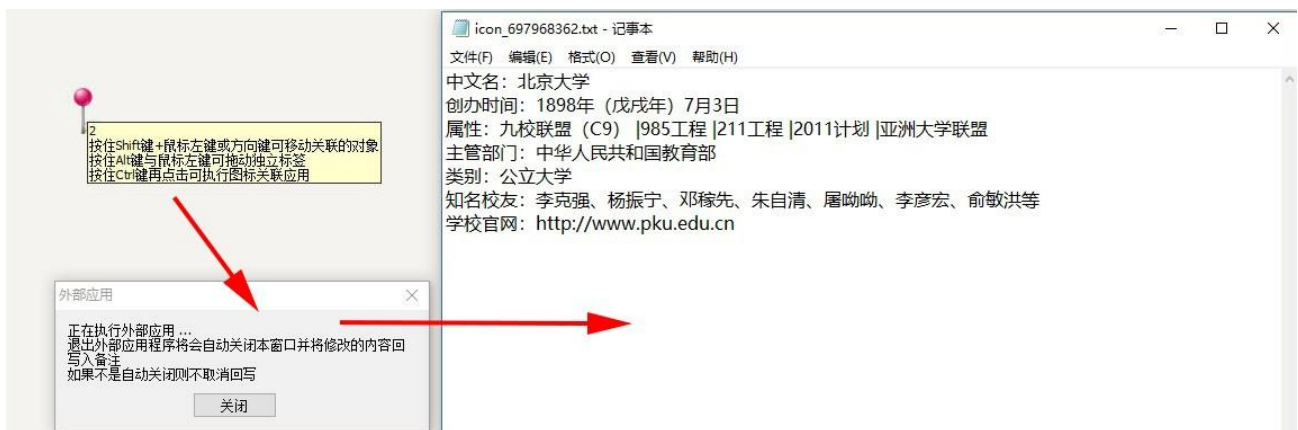 2
按住Shift键+鼠标左键或方向键可移动关联的对象
按住Alt键与鼠标左键可拖动独立标签
按住Ctrl键再点击可执行图标关联应用
外部应用
正在执行外部应用 ...
退出外部应用程序将会自动关闭本窗口并将修改的内容回
写入备注
如果不是自动关闭则不取消回写
关闭
icon_697968362.txt - 记事本
文件(F) 编辑(E) 格式(O) 查看(V) 帮助(H)
中文名：北京大学
创办时间：1898年（戊戌年）7月3日
属性：九校联盟（C9） |985工程 |211工程 |2011计划 |亚洲大学联盟
主管部门：中华人民共和国教育部
类别：公立大学
知名校友：李克强、杨振宁、邓稼先、朱自清、屠呦呦、李彦宏、俞敏洪等
学校官网：http://www.pku.edu.cn